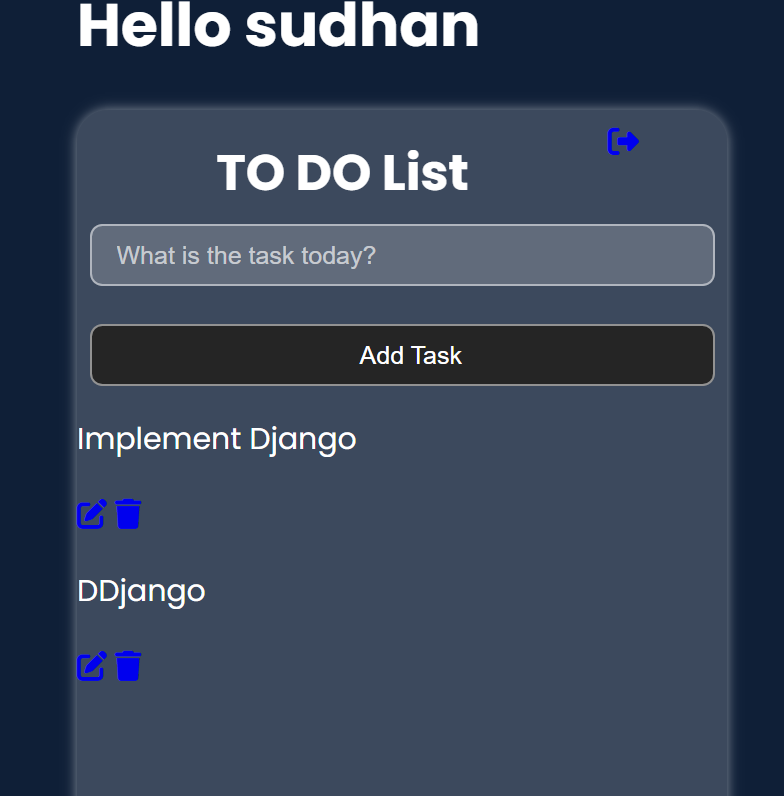 Hello sudhan
TO DO List
What is the task today?
Add Task
Implement Django
DDjango